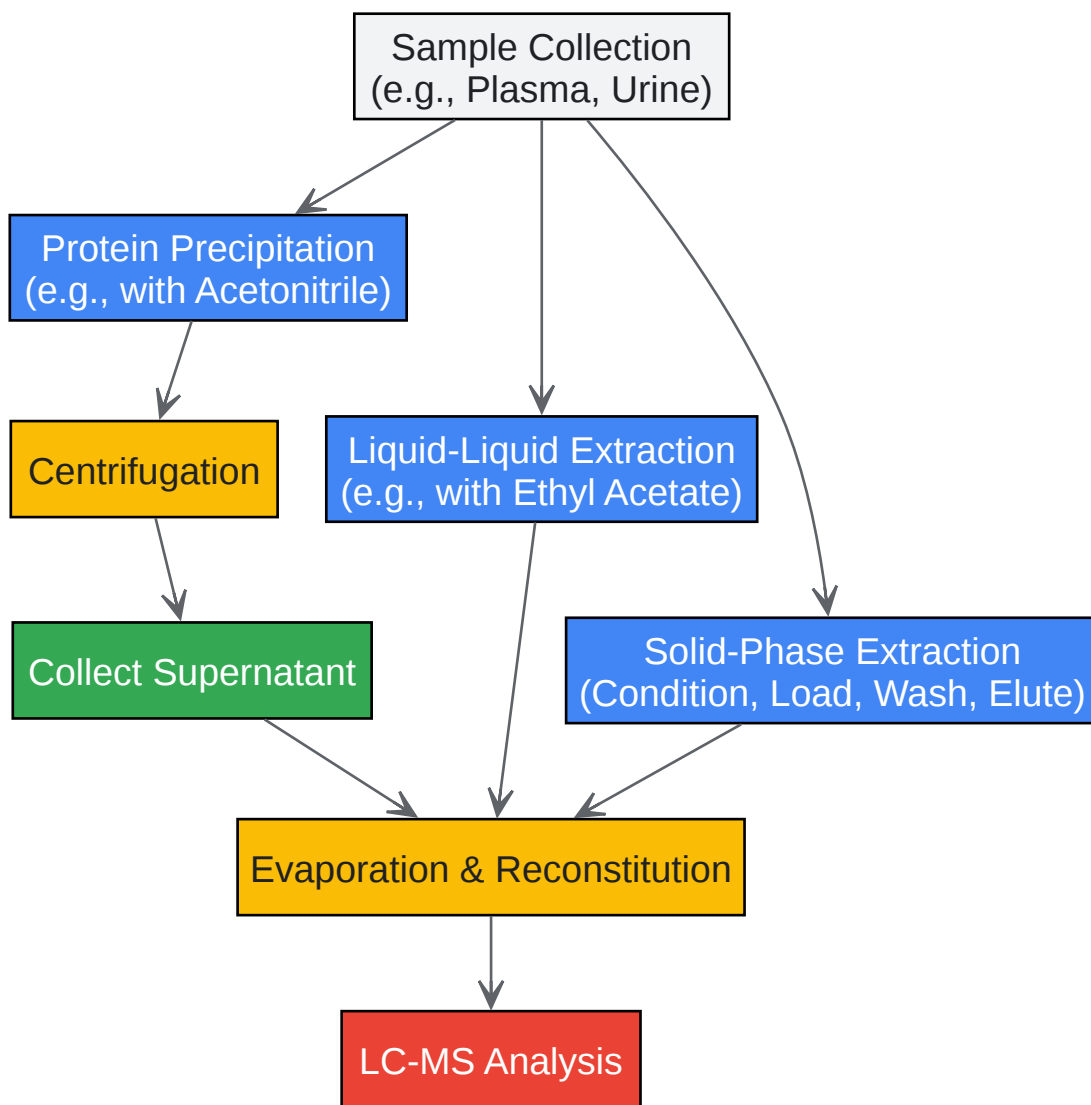 Sample Collection
(e.g., Plasma, Urine)
Protein Precipitation
(e.g., with Acetonitrile)
Centrifugation
Liquid-Liquid Extraction
(e.g., with Ethyl Acetate)
Collect Supernatant
Solid-Phase Extraction
(Condition, Load, Wash, Elute)
Evaporation & Reconstitution
LC-MS Analysis